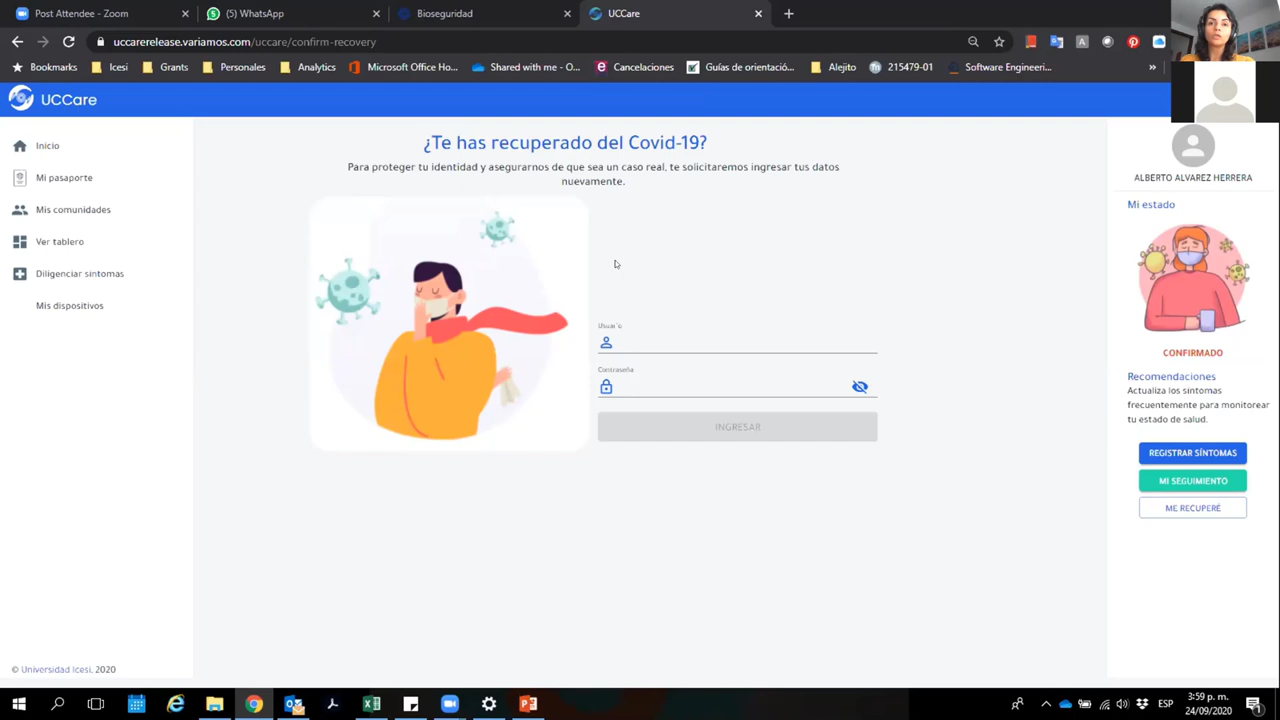 Post Attendee - Zoom
(5) WhatsApp
Bioseguridad
UCCare
uccarerelease.variamos.com/uccare/confirm-recovery
Bookmarks
Icesi
Grants
Personales
Analytics
Microsoft Office Ho...
Shared with me - O...
Cancelaciones
Guías de orientació...
Alejito
215479-01
Software Engineeri...
»
UCCare
Inicio
Mi pasaporte
Mis comunidades
Ver tablero
Diligenciar sintomas
Mis dispositivos
© Universidad Icesi, 2020
¿Te has recuperado del Covid-19?
Para proteger tu identidad y asegurarnos de que sea un caso real, te solicitaremos ingresar tus datos
nuevamente.
Usuario
Contraseña
INGRESAR
ALBERTO ALVAREZ HERRERA
Mi estado
CONFIRMADO
Recomendaciones
Actualiza los síntomas
frecuentemente para monitorear
tu estado de salud.
REGISTRAR SÍNTOMAS
MI SEGUIMIENTO
ME RECUPERÉ
ESP
3:59 p. m.
24/09/2020